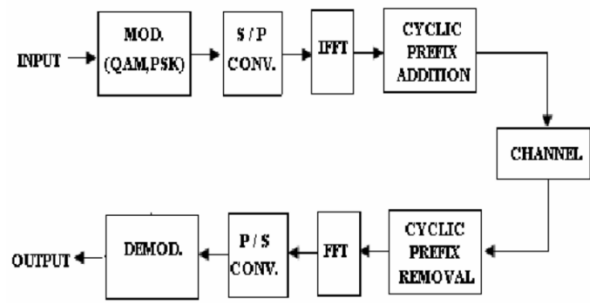 INPUT
MOD.
(QAM,PSK)
S / P
CONV.
IFFT
CYCLIC
PREFIX
ADDITION
CHANNEL
OUTPUT
DEMOD.
P / S
CONV.
FFT
CYCLIC
PREFIX
REMOVAL